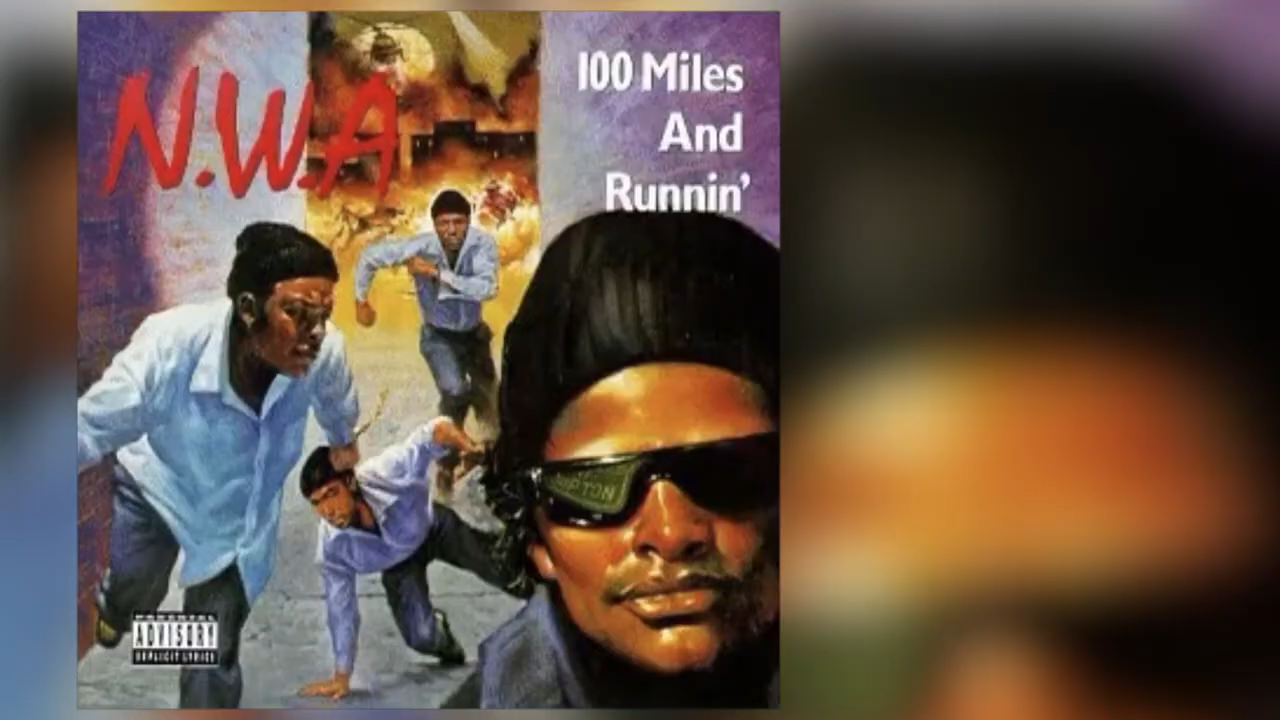 N.W.A
100 Miles
And
Runnin’
PARENTAL
ADVISORY
EXPLICIT LYRICS